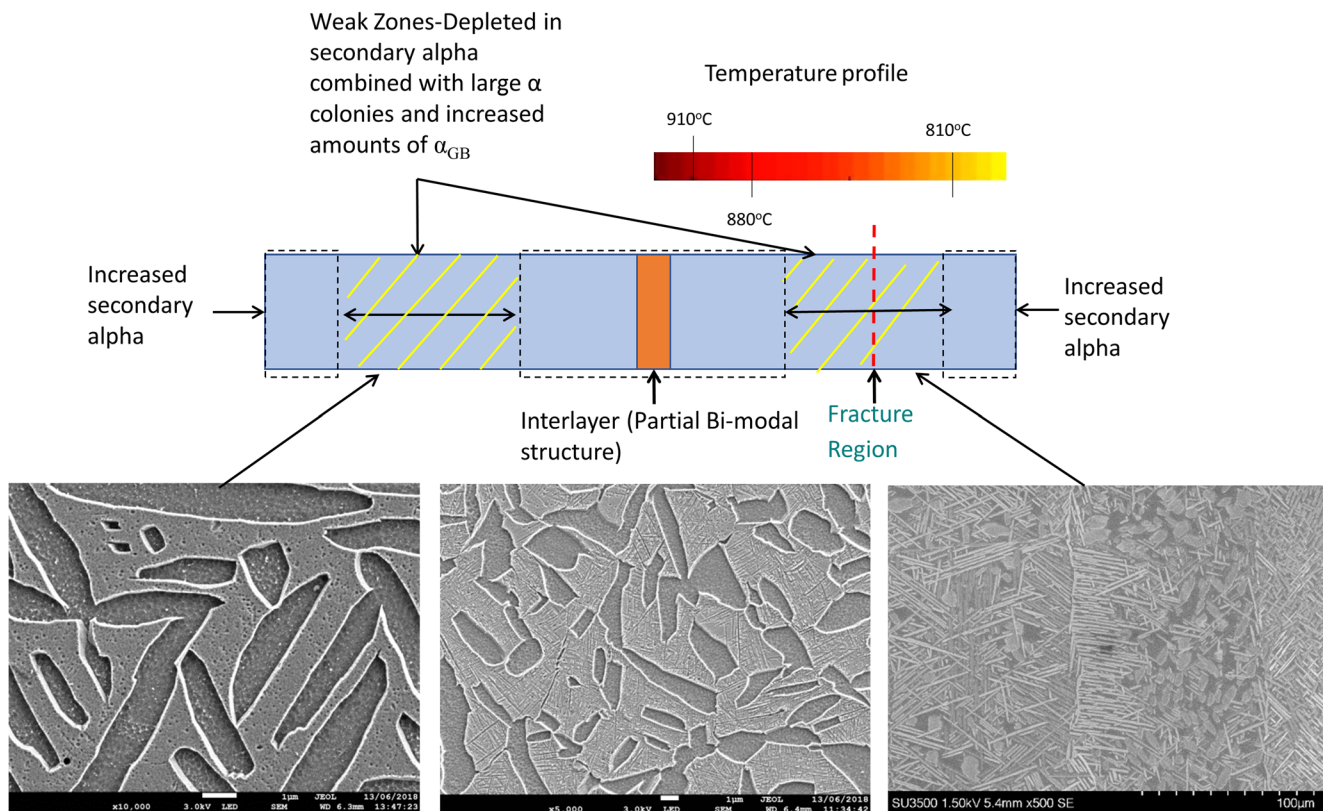 Weak Zones-Depleted in
secondary alpha
combined with large α
colonies and increased
amounts of αGB
Temperature profile
910oC
810oC
880oC
Increased
secondary
alpha
Increased
secondary
alpha
Interlayer (Partial Bi-modal
structure)
Fracture
Region
1μm JEOL 13/06/2018
x10,000 3.0kV LED SEM WD 6.3mm 13:47:23
1μm JEOL 13/06/2018
x5,000 3.0kV LED SEM WD 6.4mm 11:34:42
SU3500 1.50kV 5.4mm x500 SE 100μm